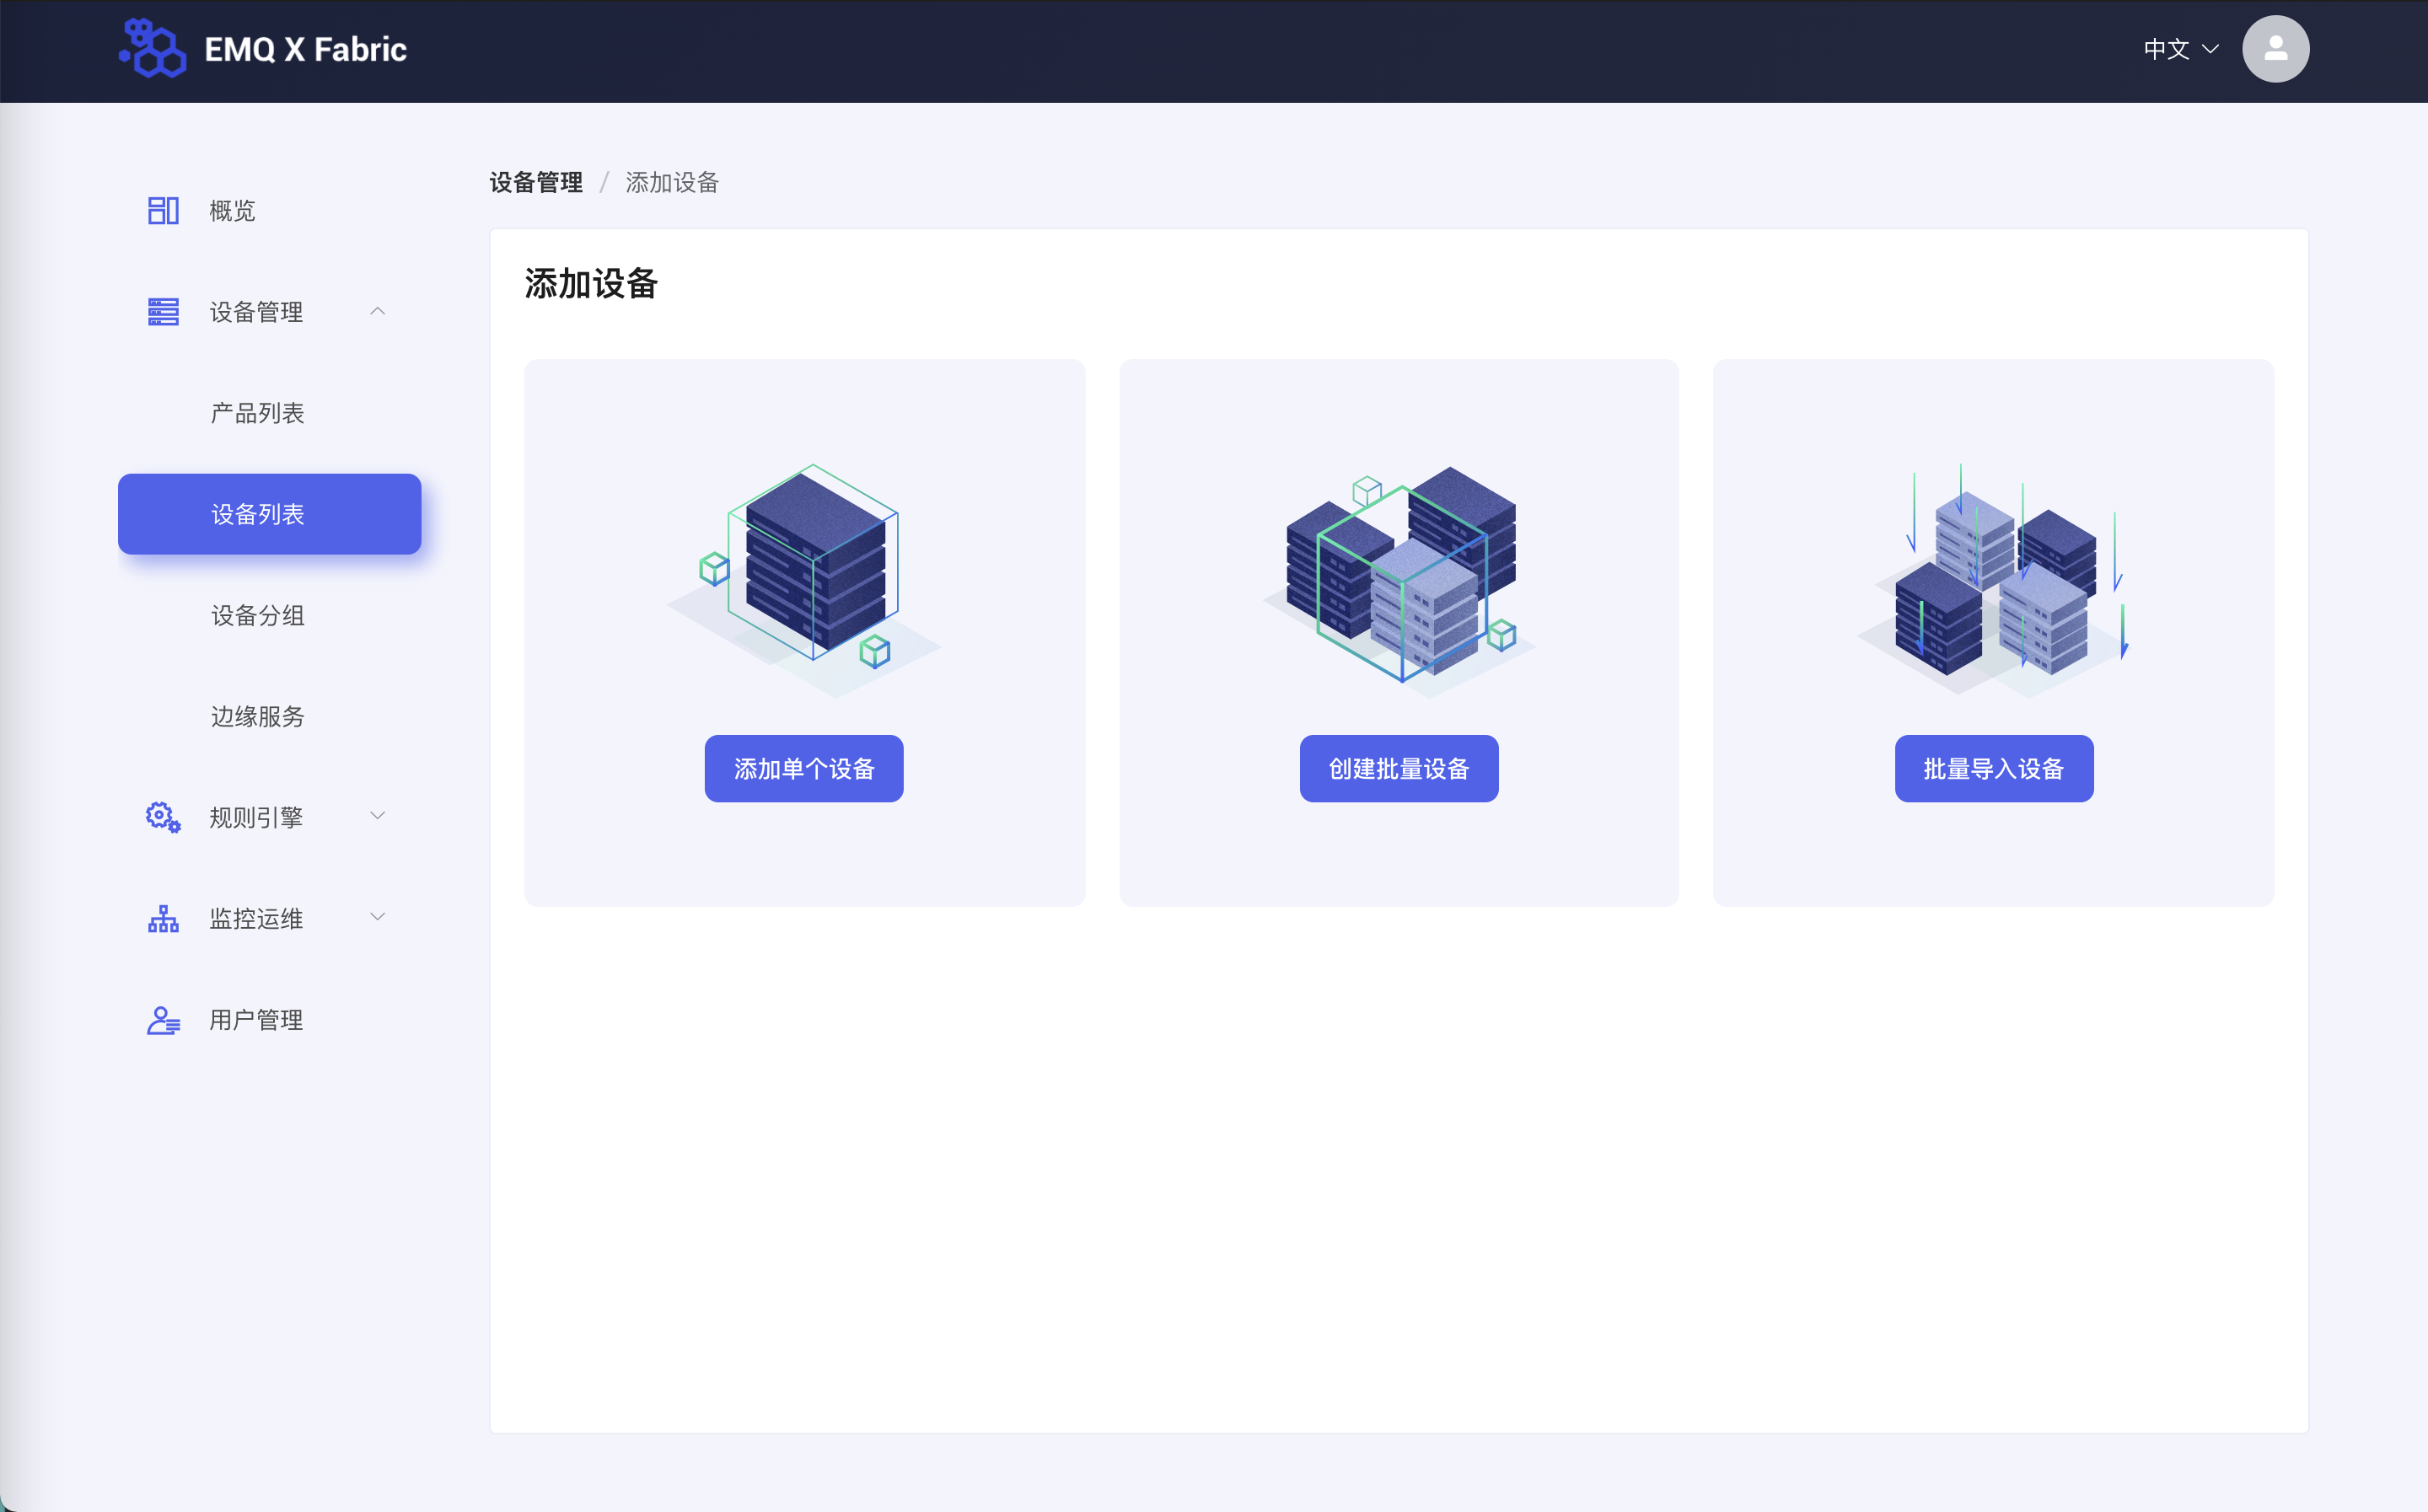 EMQ X Fabric
中文
概览
设备管理
产品列表
设备列表
设备分组
边缘服务
规则引擎
监控运维
用户管理
设备管理 / 添加设备
添加设备
添加单个设备
创建批量设备
批量导入设备